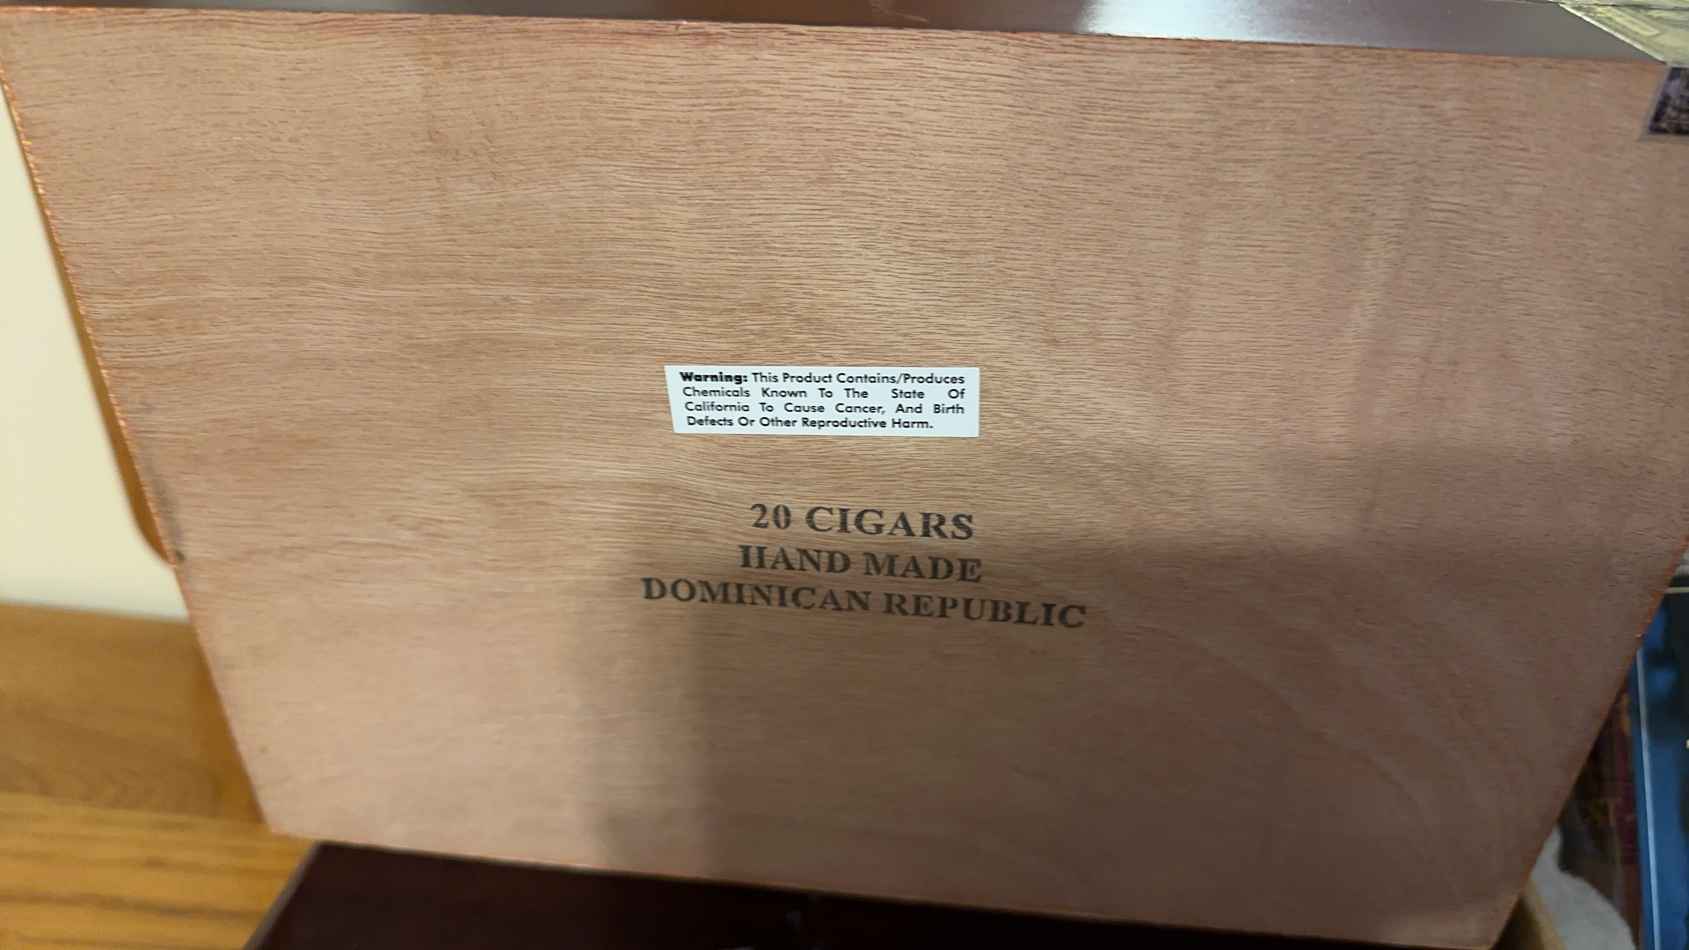 Warning: This Product Contains/Produces
Chemicals Known To The State Of
California To Cause Cancer, And Birth
Defects Or Other Reproductive Harm.
20 CIGARS
HAND MADE
DOMINICAN REPUBLIC